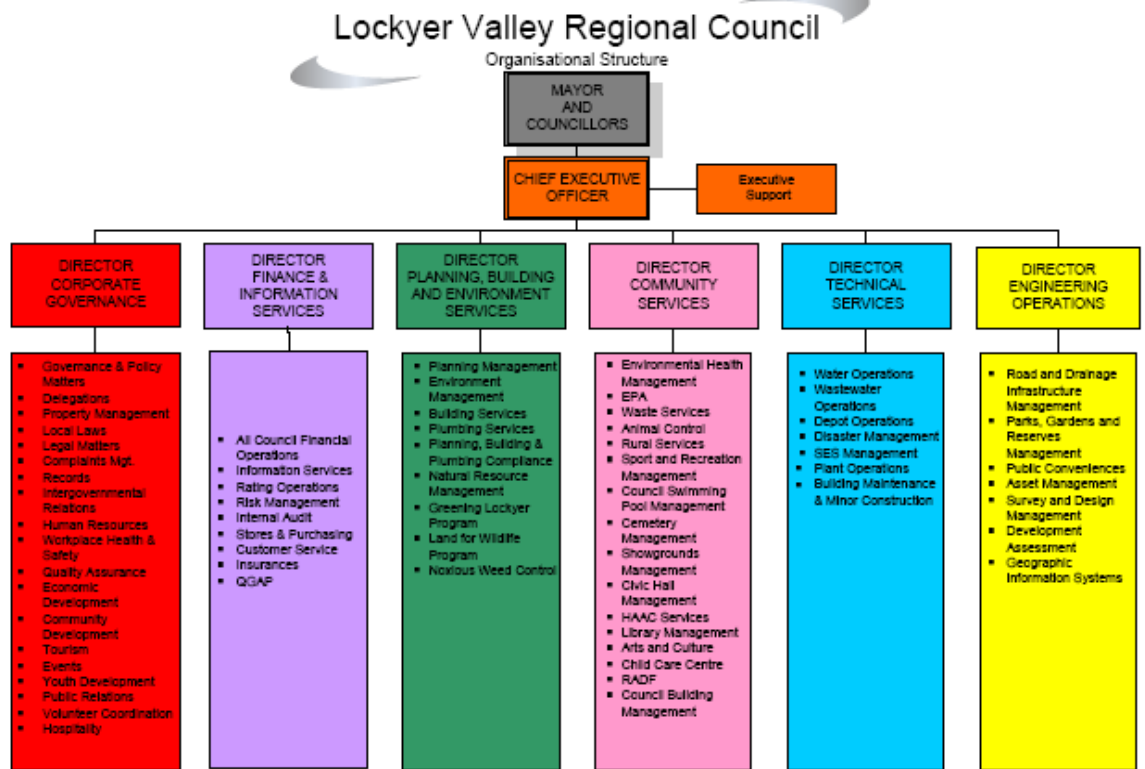 Lockyer Valley Regional Council
Organisational Structure
MAYOR
AND
COUNCILLORS
CHIEF EXECUTIVE
OFFICER
Executive
Support
DIRECTOR
CORPORATE
GOVERNANCE
DIRECTOR
FINANCE &
INFORMATION
SERVICES
DIRECTOR
PLANNING, BUILDING
AND ENVIRONMENT
SERVICES
DIRECTOR
COMMUNITY
SERVICES
DIRECTOR
TECHNICAL
SERVICES
DIRECTOR
ENGINEERING
OPERATIONS
▪ Governance & Policy
Matters
▪ Delegations
▪ Property Management
▪ Local Laws
▪ Legal Matters
▪ Complaints Mgt.
▪ Records
▪ Intergovernmental
Relations
▪ Human Resources
▪ Workplace Health &
Safety
▪ Quality Assurance
▪ Economic
Development
▪ Community
Development
▪ Tourism
▪ Events
▪ Youth Development
▪ Public Relations
▪ Volunteer Coordination
▪ Hospitality
▪ All Council Financial
Operations
▪ Information Services
▪ Rating Operations
▪ Risk Management
▪ Internal Audit
▪ Stores & Purchasing
▪ Customer Service
▪ Insurances
▪ QGAP
▪ Planning Management
▪ Environment
Management
▪ Building Services
▪ Plumbing Services
▪ Planning, Building &
Plumbing Compliance
▪ Natural Resource
Management
▪ Greening Lockyer
Program
▪ Land for Wildlife
Program
▪ Noxious Weed Control
▪ Environmental Health
Management
▪ EPA
▪ Waste Services
▪ Animal Control
▪ Rural Services
▪ Sport and Recreation
Management
▪ Council Swimming
Pool Management
▪ Cemetery
Management
▪ Showgrounds
Management
▪ Civic Hall
Management
▪ HAAC Services
▪ Library Management
▪ Arts and Culture
▪ Child Care Centre
▪ RADF
▪ Council Building
Management
▪ Water Operations
▪ Wastewater
Operations
▪ Depot Operations
▪ Disaster Management
▪ SES Management
▪ Plant Operations
▪ Building Maintenance
& Minor Construction
▪ Road and Drainage
Infrastructure
Management
▪ Parks, Gardens and
Reserves
Management
▪ Public Conveniences
▪ Asset Management
▪ Survey and Design
Management
▪ Development
Assessment
▪ Geographic
Information Systems